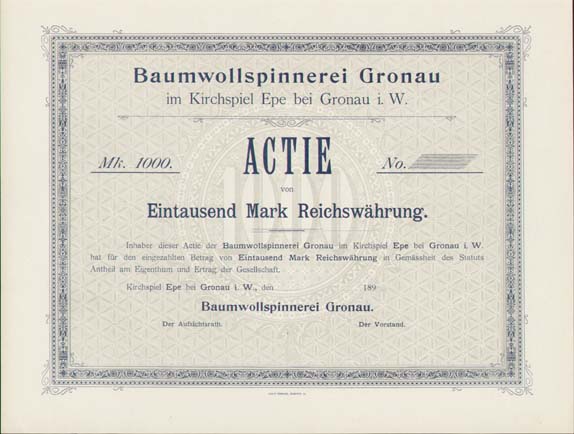 Baumwollspinnerei Gronau
im Kirchspiel Epe bei Gronau i. W.
ACTIE
Mk. 1000.
No.
von
1000
Eintausend Mark Reichswährung.
Inhaber dieser Actie der Baumwollspinnerei Gronau im Kirchspiel Epe bei Gronau i. W.
hat für den eingezahlten Betrag von Eintausend Mark Reichswährung in Gemässheit des Statuts
Antheil am Eigenthum und Ertrag der Gesellschaft.
Kirchspiel Epe bei Gronau i. W., den 189
Baumwollspinnerei Gronau.
Der Aufsichtsrath.
Der Vorstand.